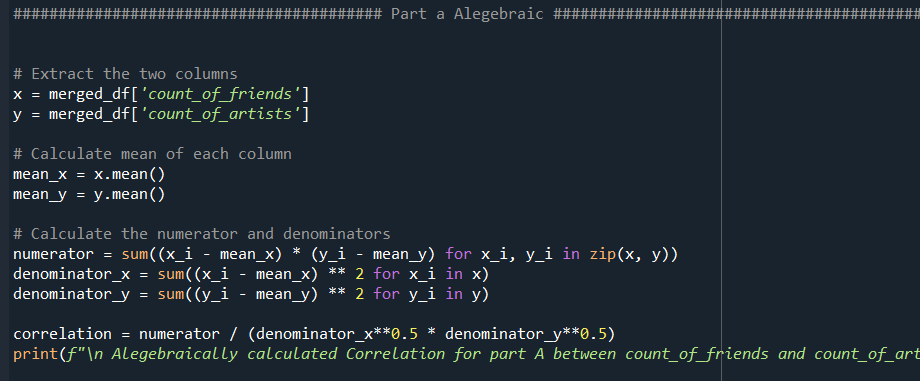 ######################################### Part a Alegebraic #########################################
# Extract the two columns
x = merged_df['count_of_friends']
y = merged_df['count_of_artists']
# Calculate mean of each column
mean_x = x.mean()
mean_y = y.mean()
# Calculate the numerator and denominators
numerator = sum((x_i - mean_x) * (y_i - mean_y) for x_i, y_i in zip(x, y))
denominator_x = sum((x_i - mean_x) ** 2 for x_i in x)
denominator_y = sum((y_i - mean_y) ** 2 for y_i in y)
correlation = numerator / (denominator_x**0.5 * denominator_y**0.5)
print(f"\n Alegebraically calculated Correlation for part A between count_of_friends and count_of_art